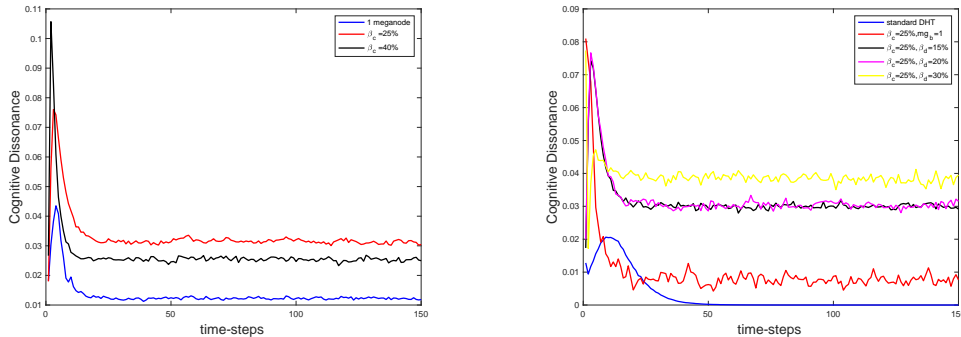 0.11
0.1
0.09
0.08
0.07
0.06
0.05
0.04
0.03
0.02
0.01
0
50
100
150
time-steps
Cognitive Dissonance
1 meganode
β_c=25%
β_c=40%
0.09
0.08
0.07
0.06
0.05
0.04
0.03
0.02
0.01
0
0
50
100
150
time-steps
Cognitive Dissonance
standard DHT
β_c=25%,mg_b=1
β_c=25%, β_d=15%
β_c=25%, β_d=20%
β_c=25%, β_d=30%